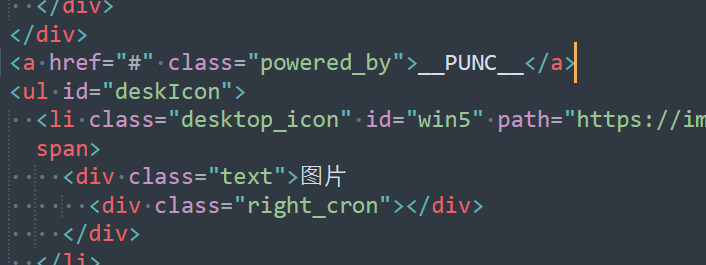 </div>
</div>
<a href="#" class="powered_by">__PUNC__</a>
<ul id="deskIcon">
<li class="desktop_icon" id="win5" path="https://im
span>
<div class="text">图片
<div class="right_cron"></div>
</div>
</li>